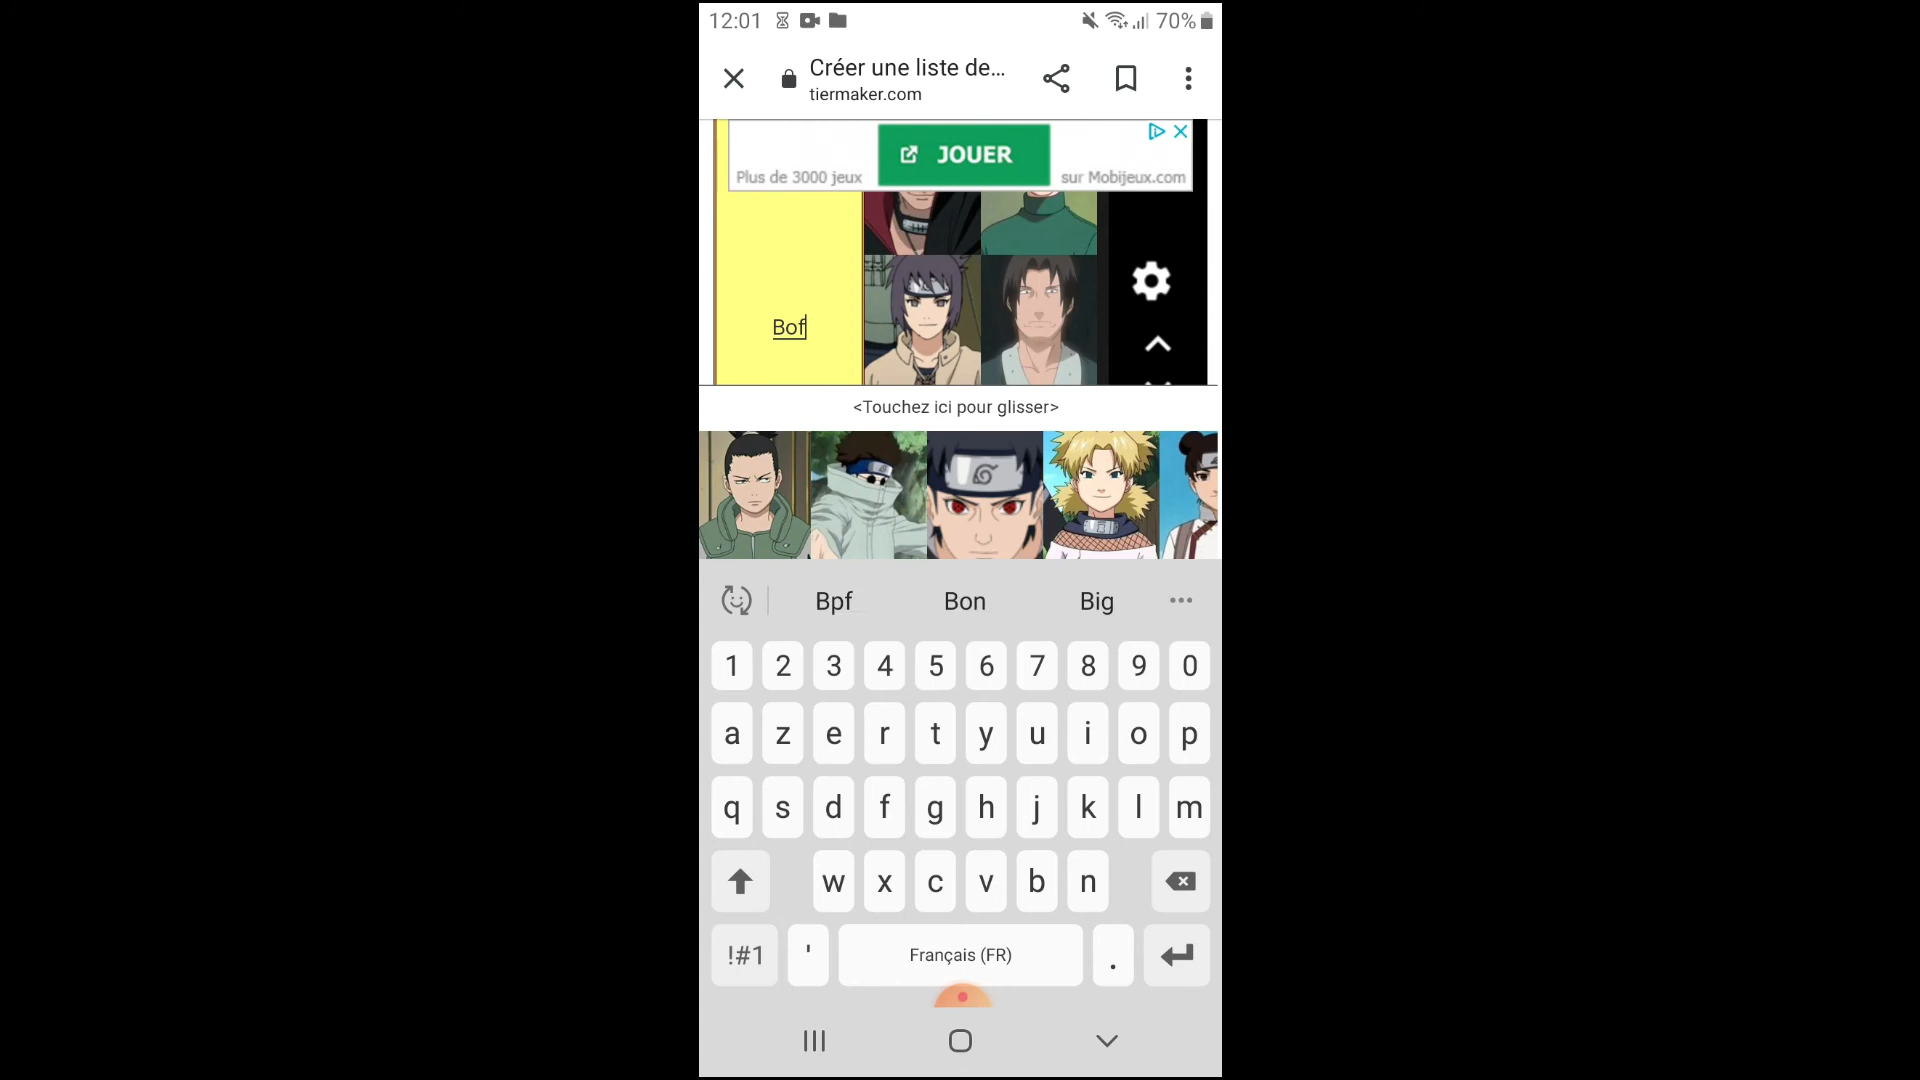 12:01 70%
Créer une liste de...
tiermaker.com
JOUER
Plus de 3000 jeux sur Mobijeux.com
Bof
<Touchez ici pour glisser>
Bpf Bon Big
1 2 3 4 5 6 7 8 9 0
a z e r t y u i o p
q s d f g h j k l m
w x c v b n
!#1 ' Français (FR) .